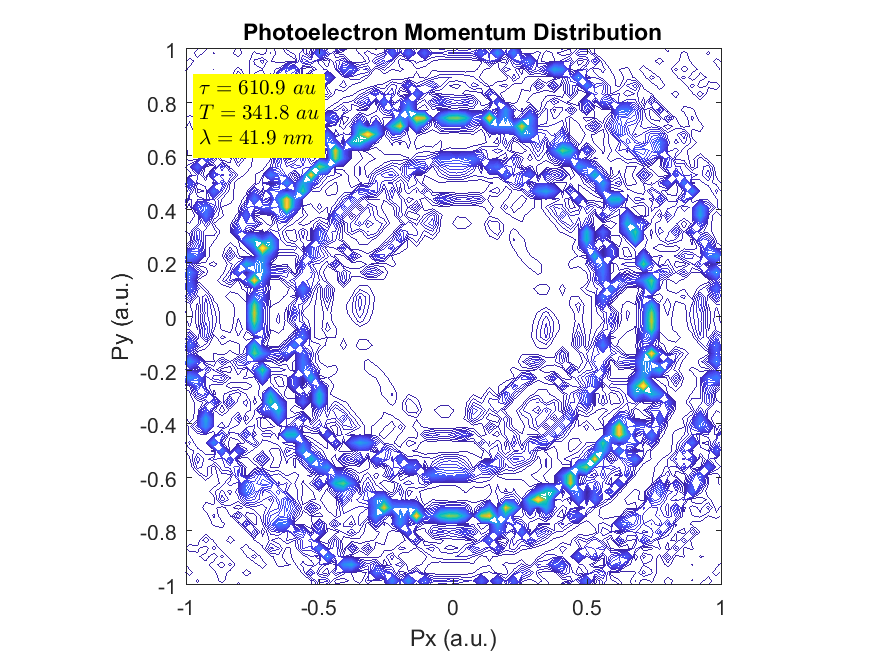 Photoelectron Momentum Distribution
τ = 610.9 au
T = 341.8 au
λ = 41.9 nm
1
0.8
0.6
0.4
0.2
0
-0.2
-0.4
-0.6
-0.8
-1
Py (a.u.)
-1 -0.5 0 0.5 1
Px (a.u.)